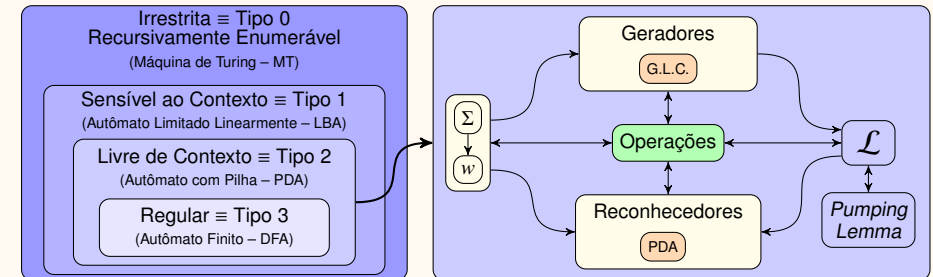 Irrestrita ≡ Tipo 0
Recursivamente Enumerável
(Máquina de Turing – MT)
Sensível ao Contexto ≡ Tipo 1
(Autômato Limitado Linearmente – LBA)
Livre de Contexto ≡ Tipo 2
(Autômato com Pilha – PDA)
Regular ≡ Tipo 3
(Autômato Finito – DFA)
Σ
w
Geradores
G.L.C.
Operações
Reconhecedores
PDA
ℒ
Pumping
Lemma